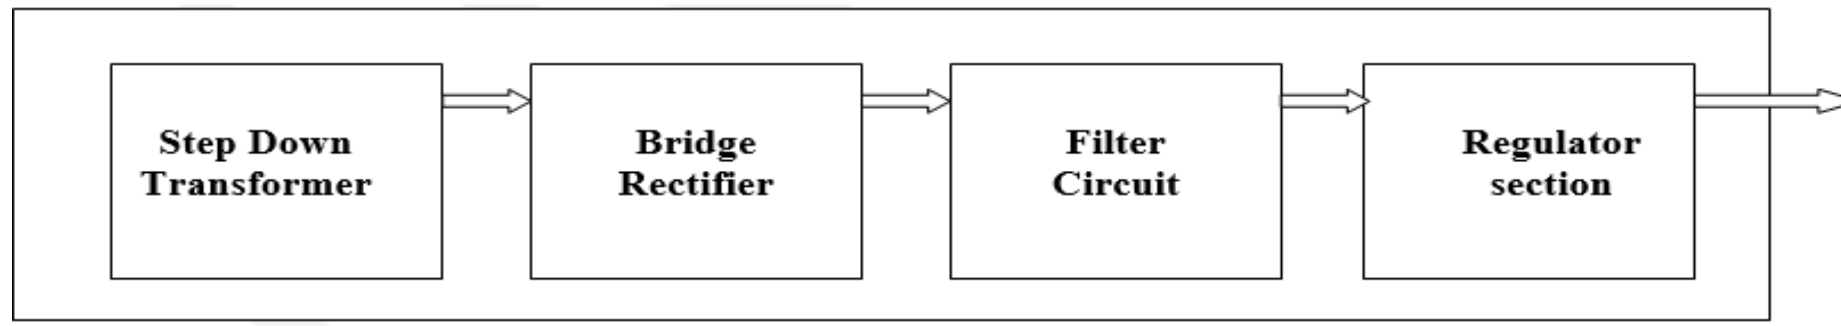 Step Down
Transformer
Bridge
Rectifier
Filter
Circuit
Regulator
section